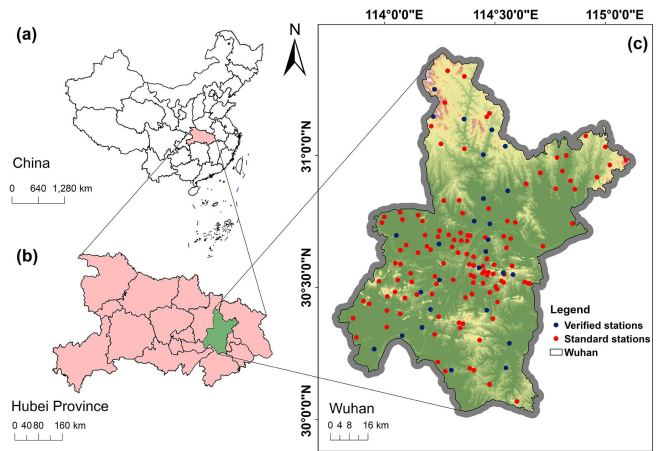 (a)
N
China
0 640 1,280 km
(b)
Hubei Province
0 40 80 160 km
(c)
114°0'0"E 114°30'0"E 115°0'0"E
31°0'0"N
30°30'0"N
30°0'0"N
Legend
Verified stations
Standard stations
Wuhan
Wuhan
0 4 8 16 km